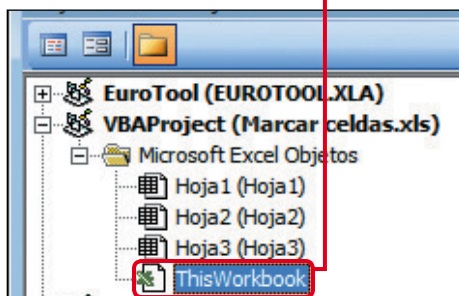 EuroTool (EUROTOOL.XLA)
VBAProject (Marcar celdas.xls)
Microsoft Excel Objetos
Hoja1 (Hoja1)
Hoja2 (Hoja2)
Hoja3 (Hoja3)
ThisWorkbook